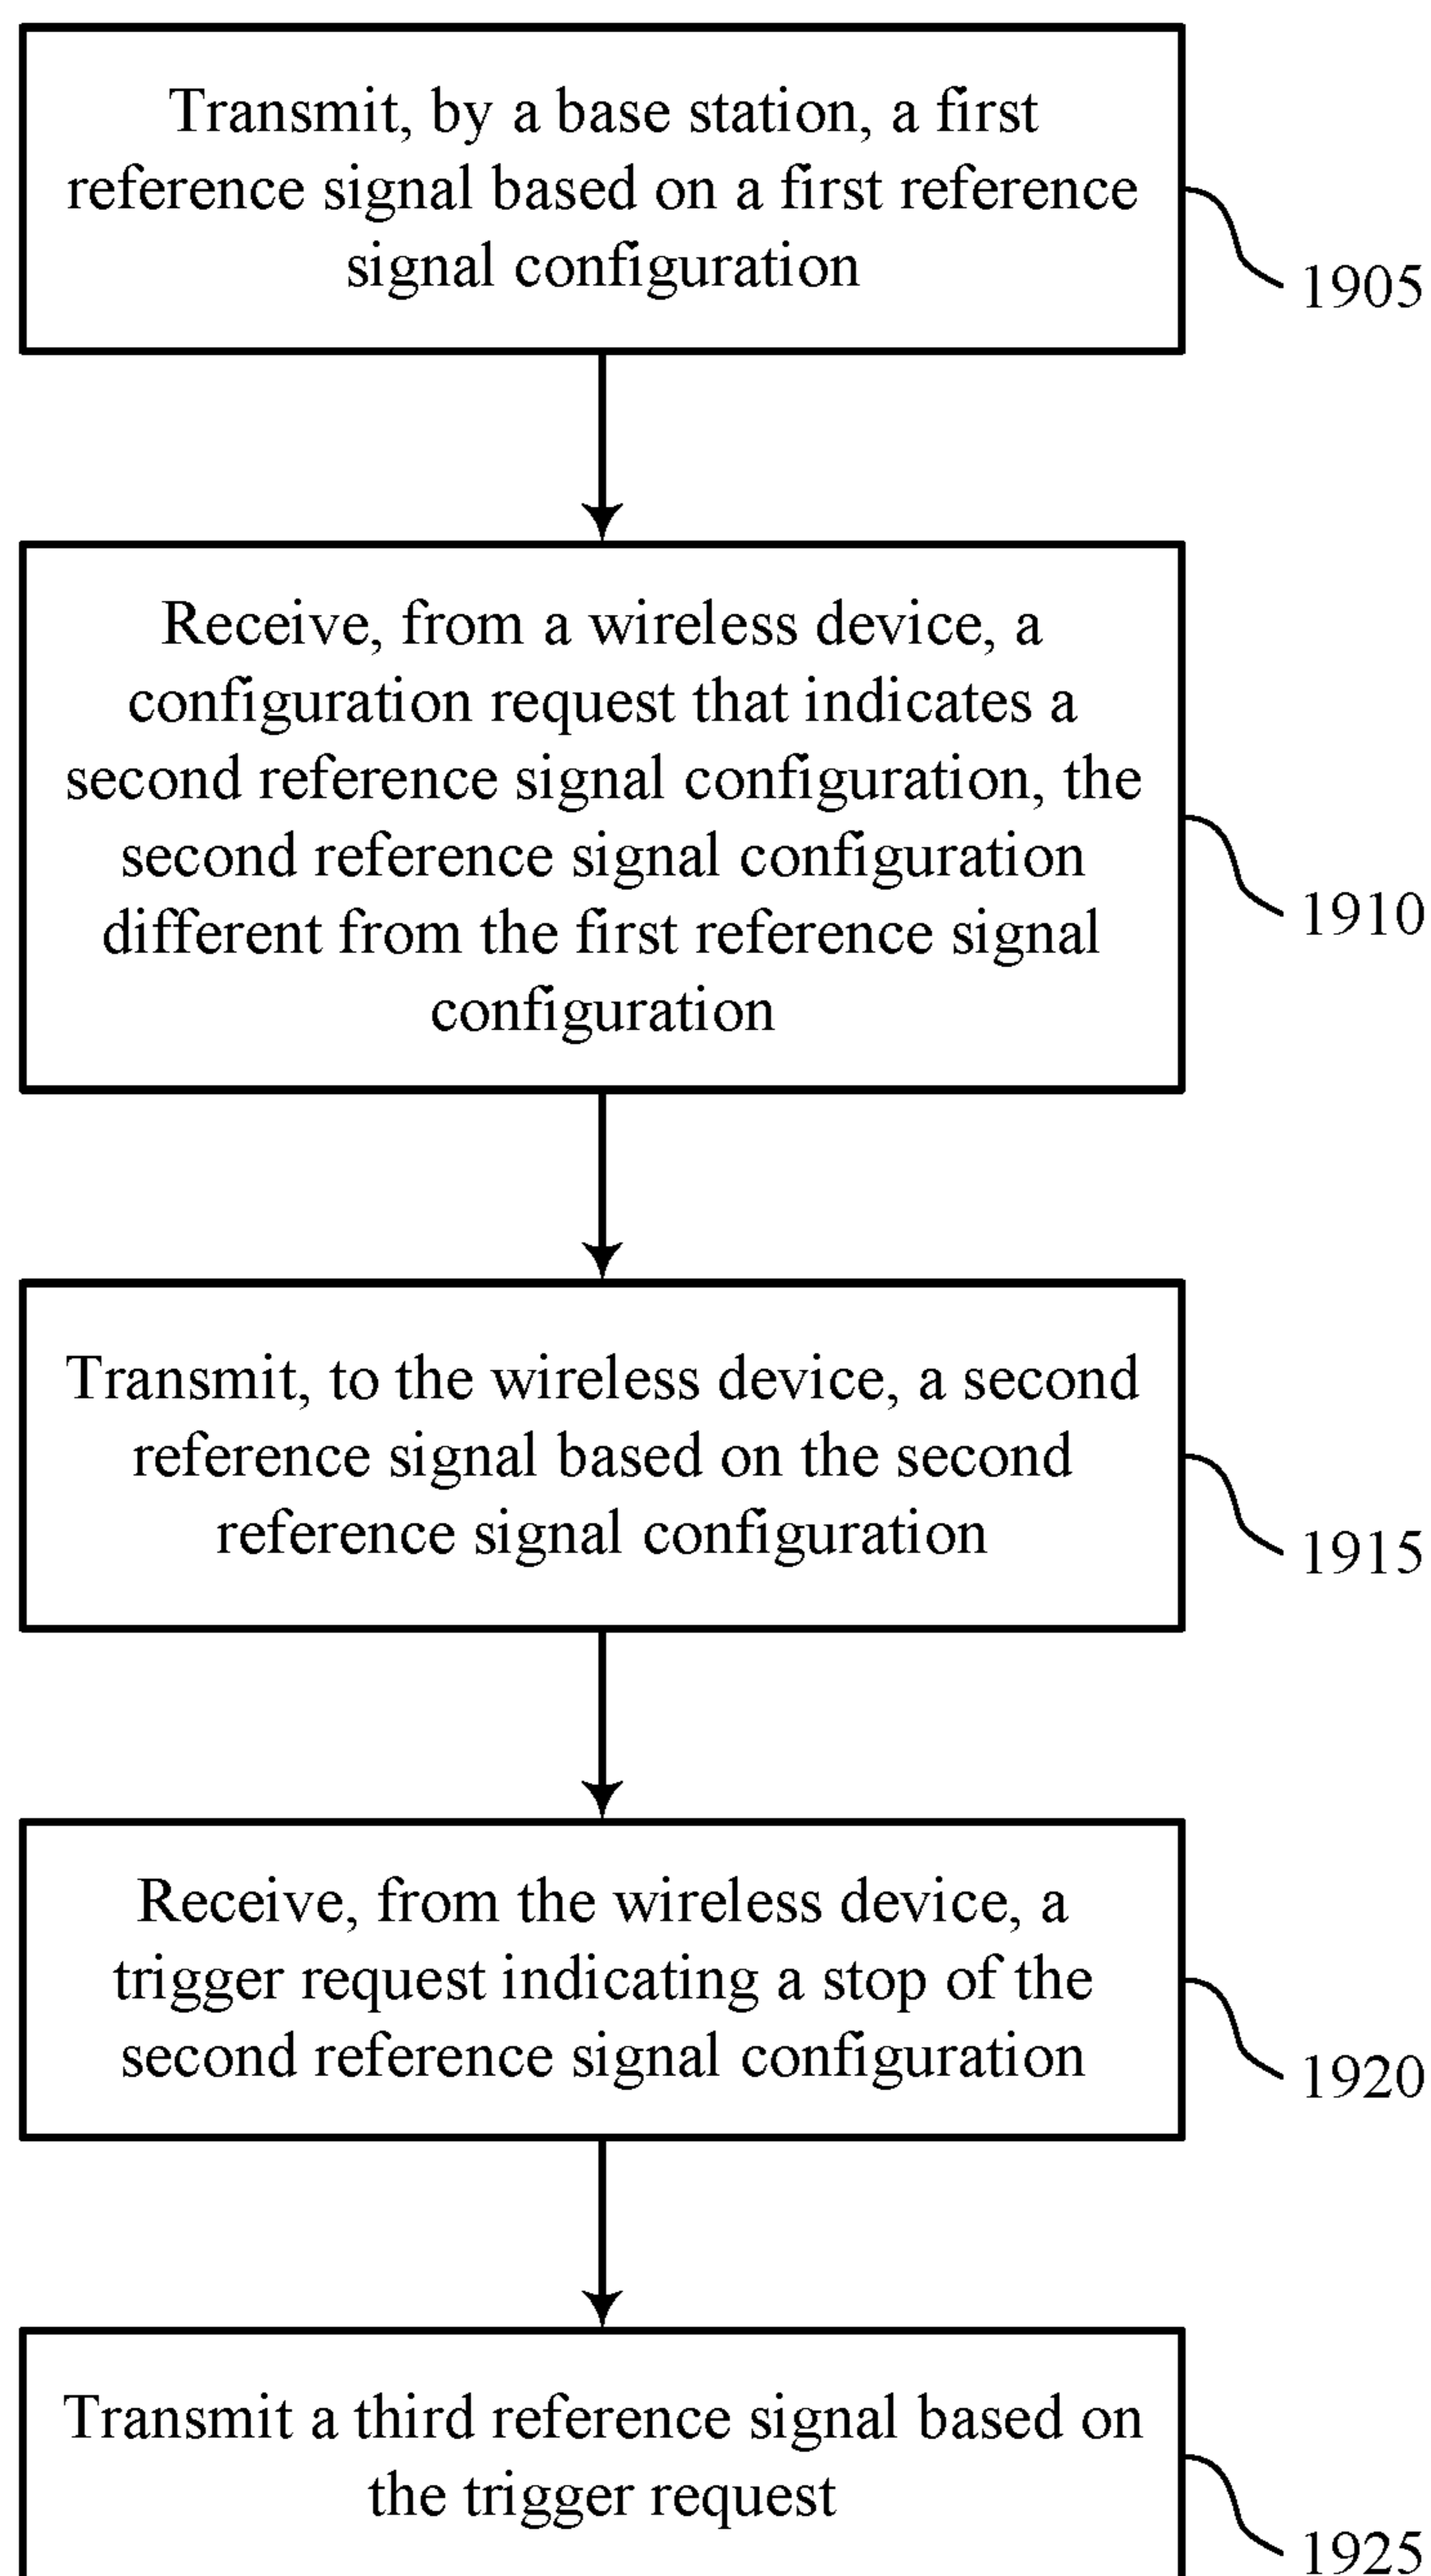 Transmit, by a base station, a first
reference signal based on a first reference
signal configuration
1905
Receive, from a wireless device, a
configuration request that indicates a
second reference signal configuration, the
second reference signal configuration
different from the first reference signal
configuration
1910
Transmit, to the wireless device, a second
reference signal based on the second
reference signal configuration
1915
Receive, from the wireless device, a
trigger request indicating a stop of the
second reference signal configuration
1920
Transmit a third reference signal based on
the trigger request
1925